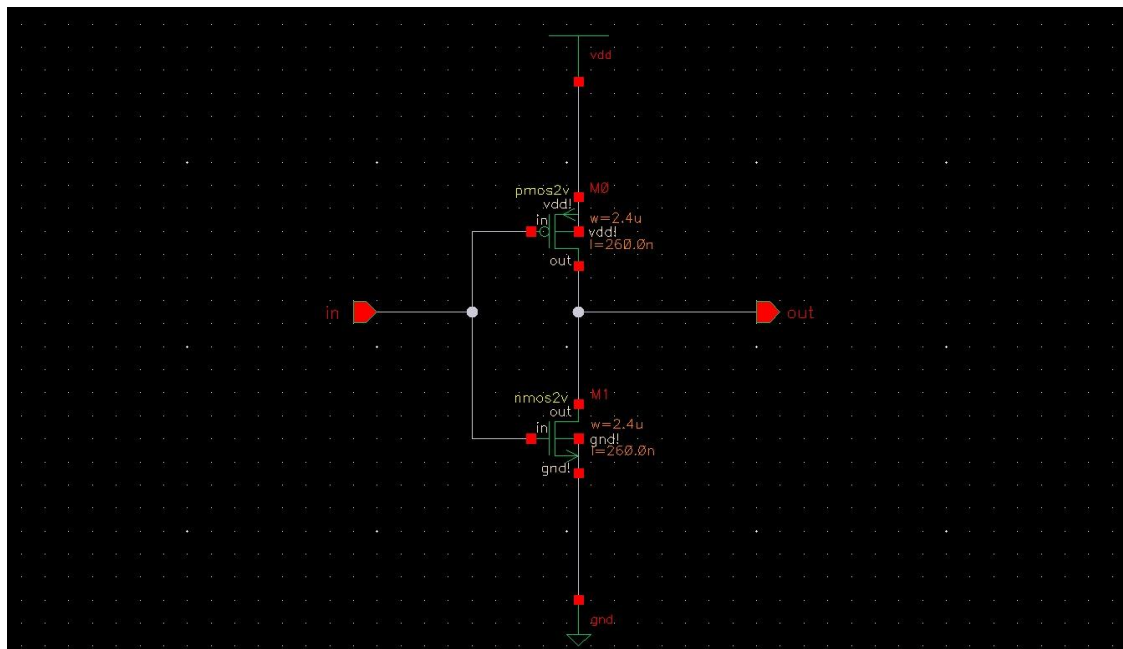 vdd
pmos2v
M0
vdd!
in
w=2.4u
vdd!
l=260.0n
out
in
out
nmos2v
M1
out
in
w=2.4u
gnd!
l=260.0n
gnd!
gnd